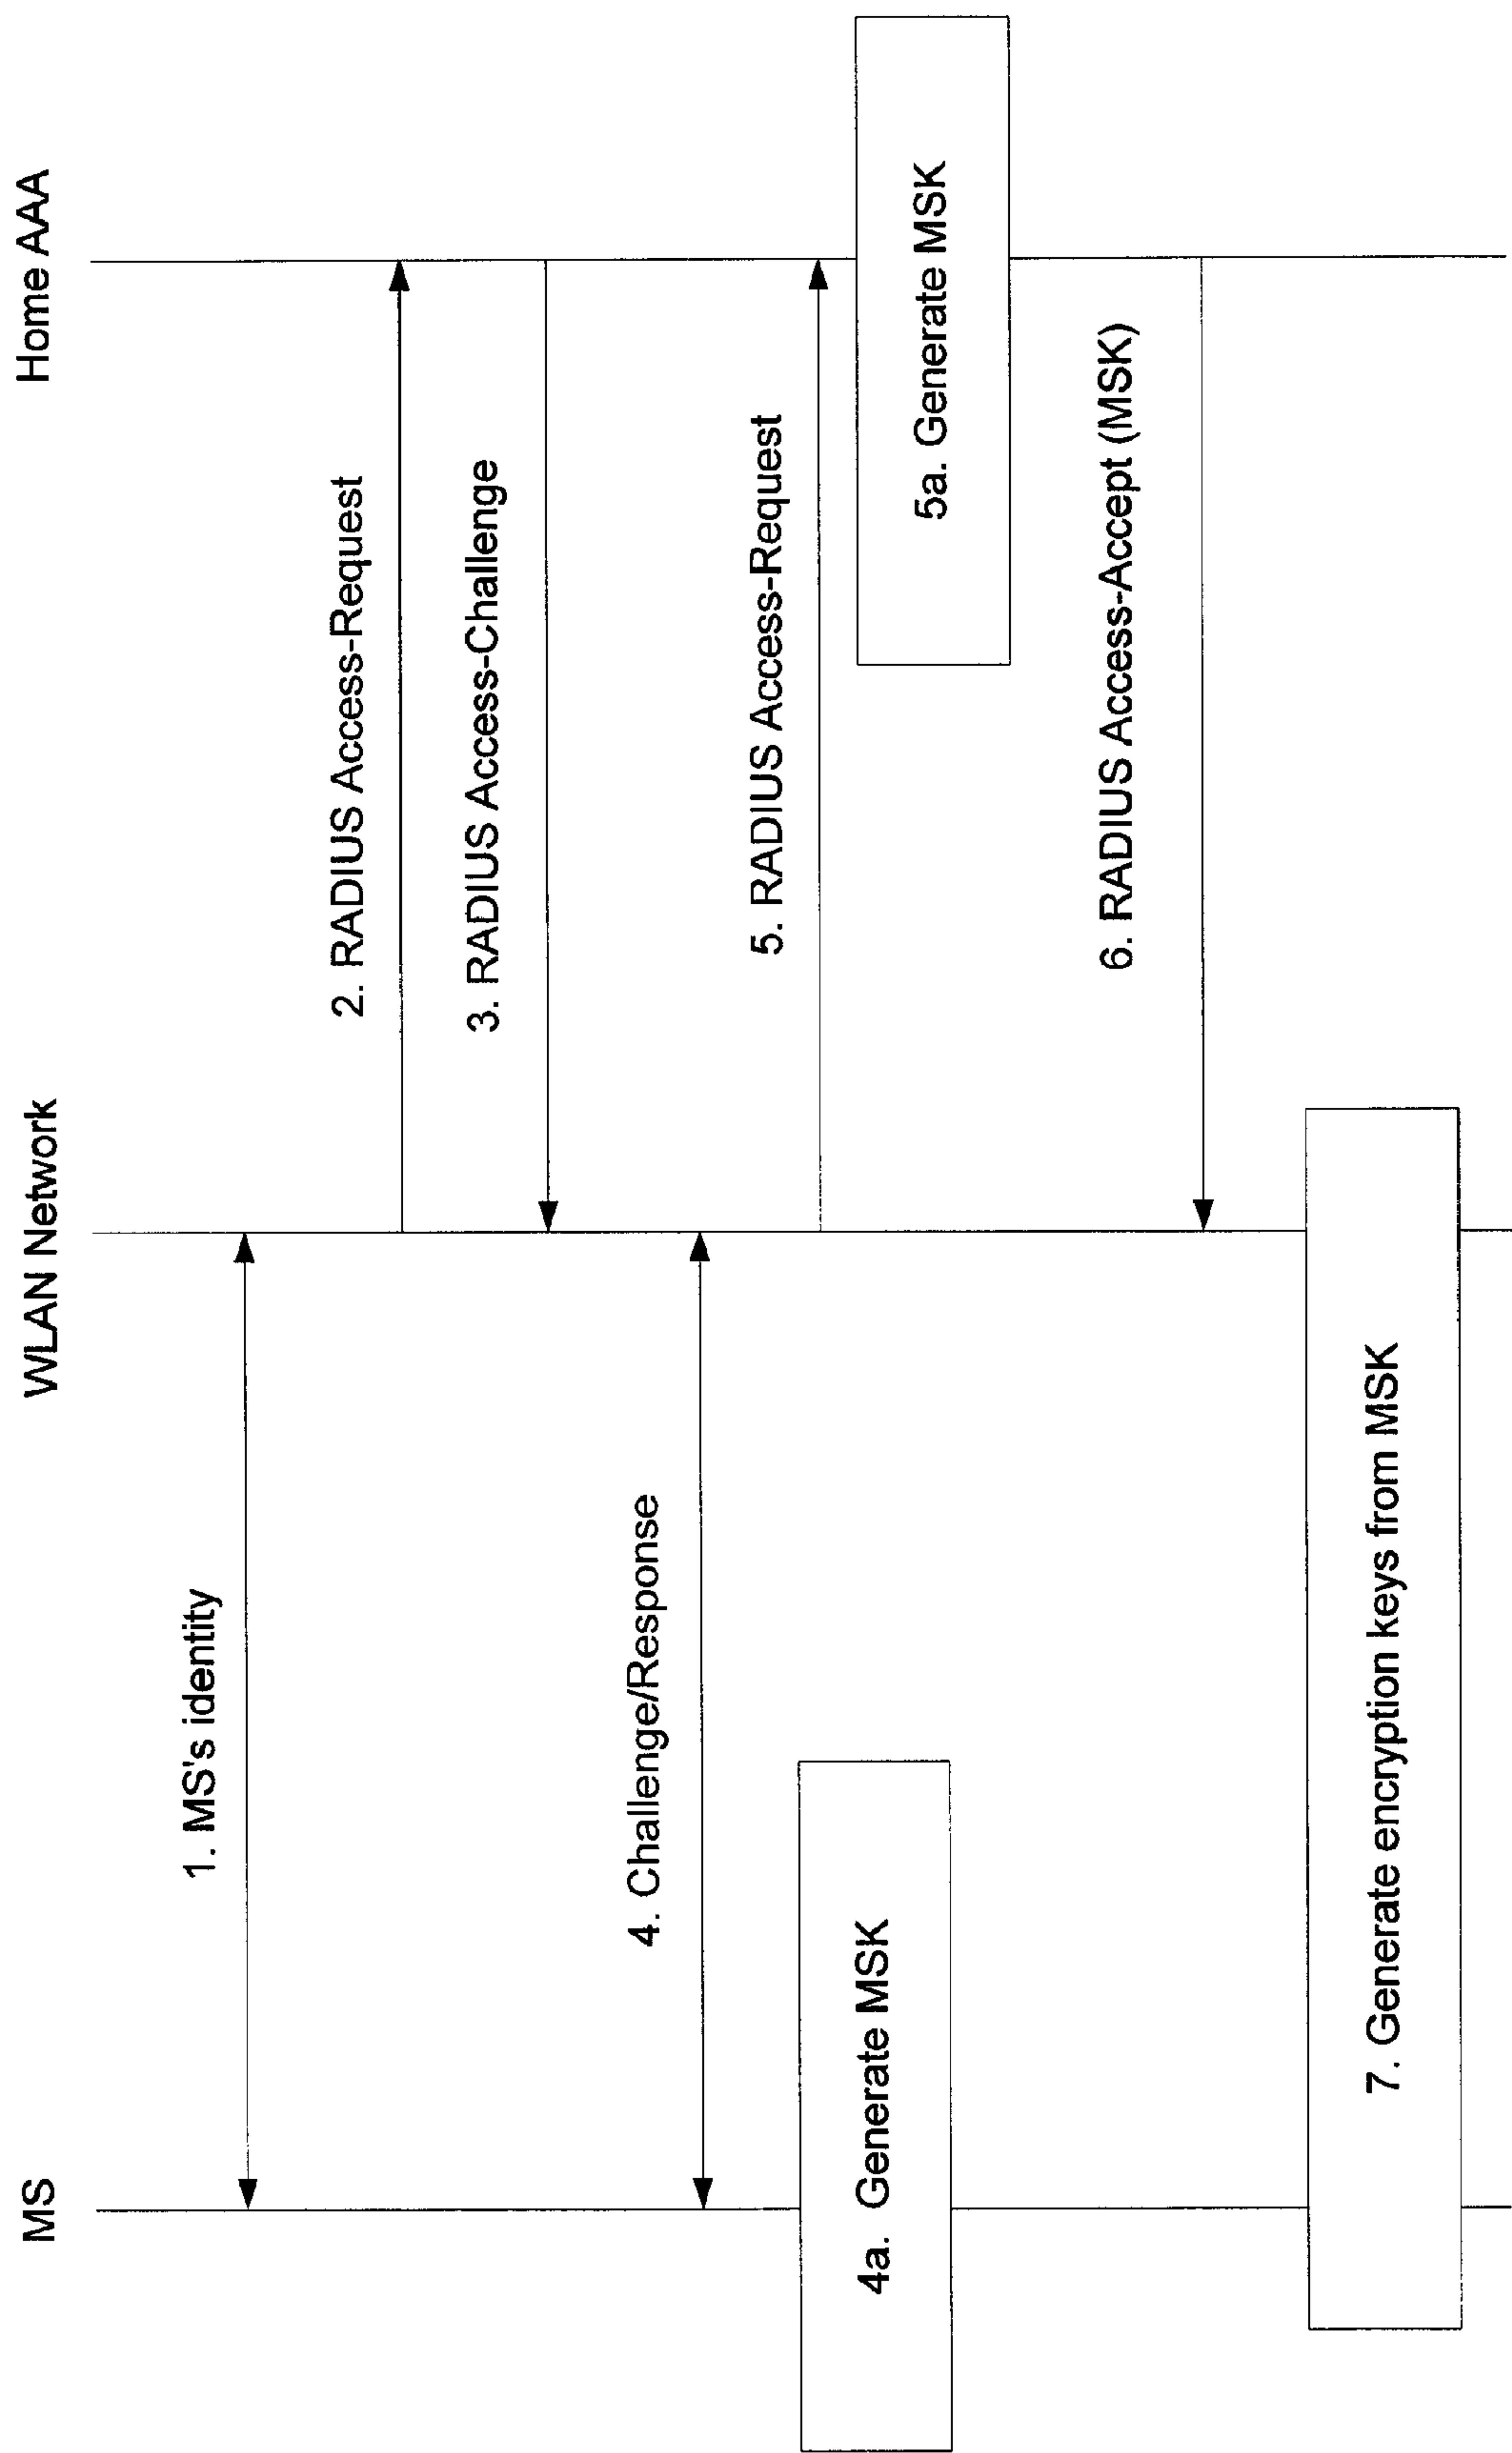 MS
WLAN Network
Home AAA
1. MS's identity
2. RADIUS Access-Request
3. RADIUS Access-Challenge
4. Challenge/Response
5. RADIUS Access-Request
4a. Generate MSK
5a. Generate MSK
6. RADIUS Access-Accept (MSK)
7. Generate encryption keys from MSK